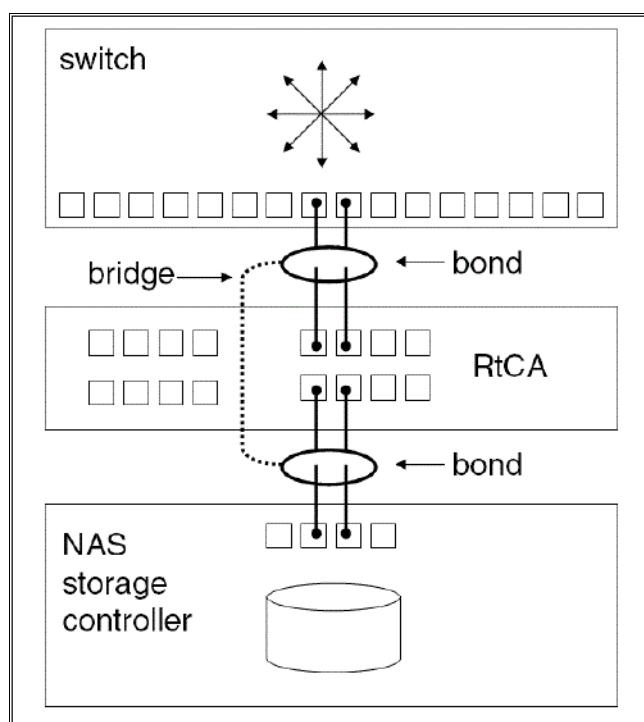 switch
bridge
bond
RtCA
bond
NAS
storage
controller